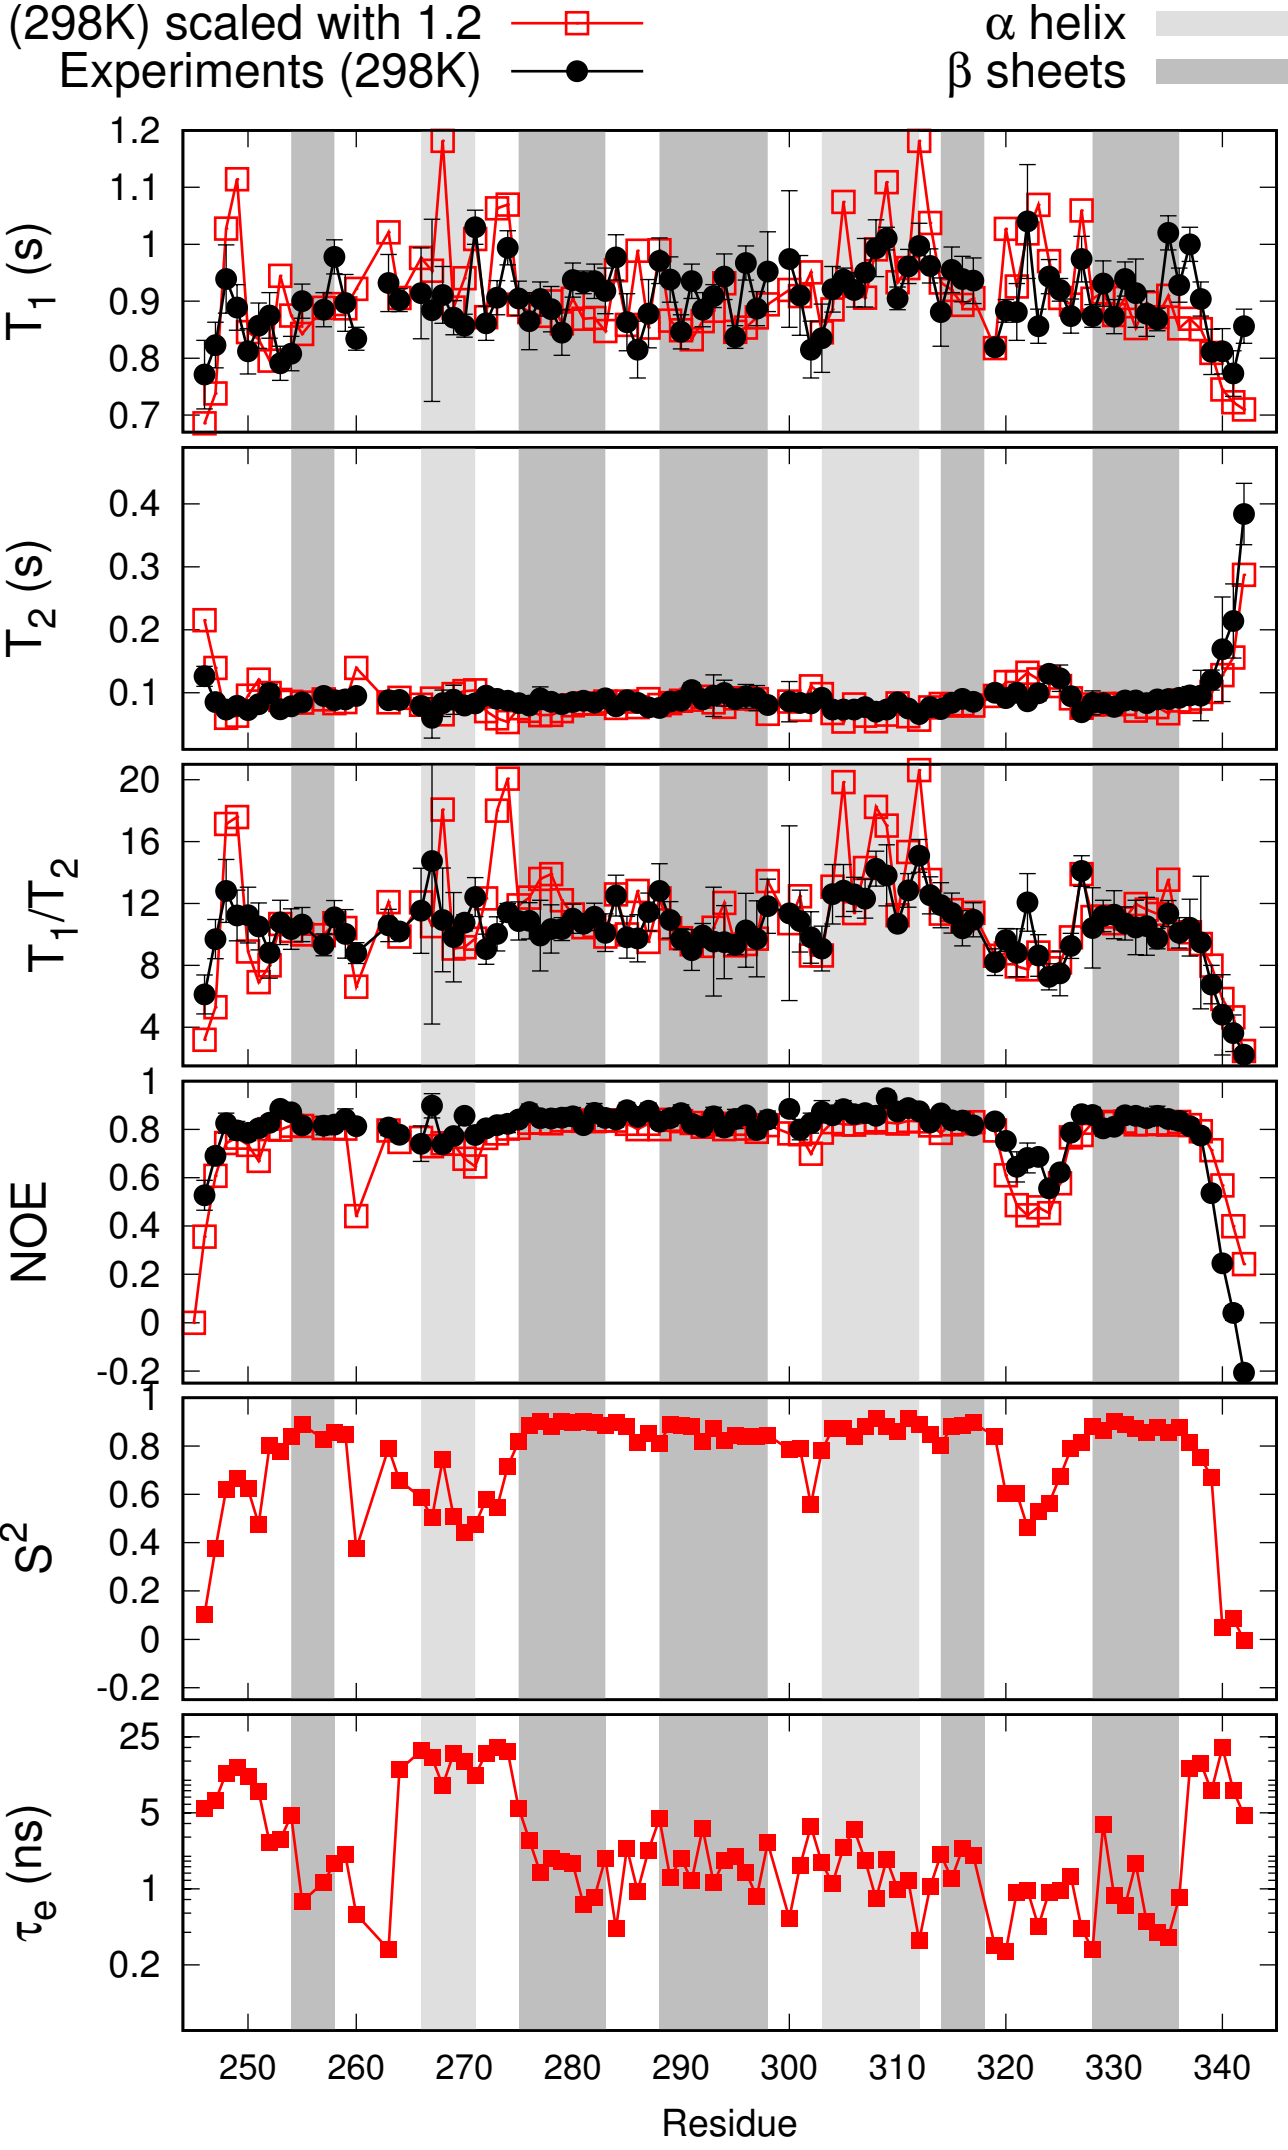 (298K) scaled with 1.2
Experiments (298K)
α helix
β sheets
T1 (s)
1.2
1.1
1
0.9
0.8
0.7
T2 (s)
0.4
0.3
0.2
0.1
T1/T2
20
16
12
8
4
NOE
1
0.8
0.6
0.4
0.2
0
-0.2
S2
1
0.8
0.6
0.4
0.2
0
-0.2
τe (ns)
25
5
1
0.2
250 260 270 280 290 300 310 320 330 340
Residue